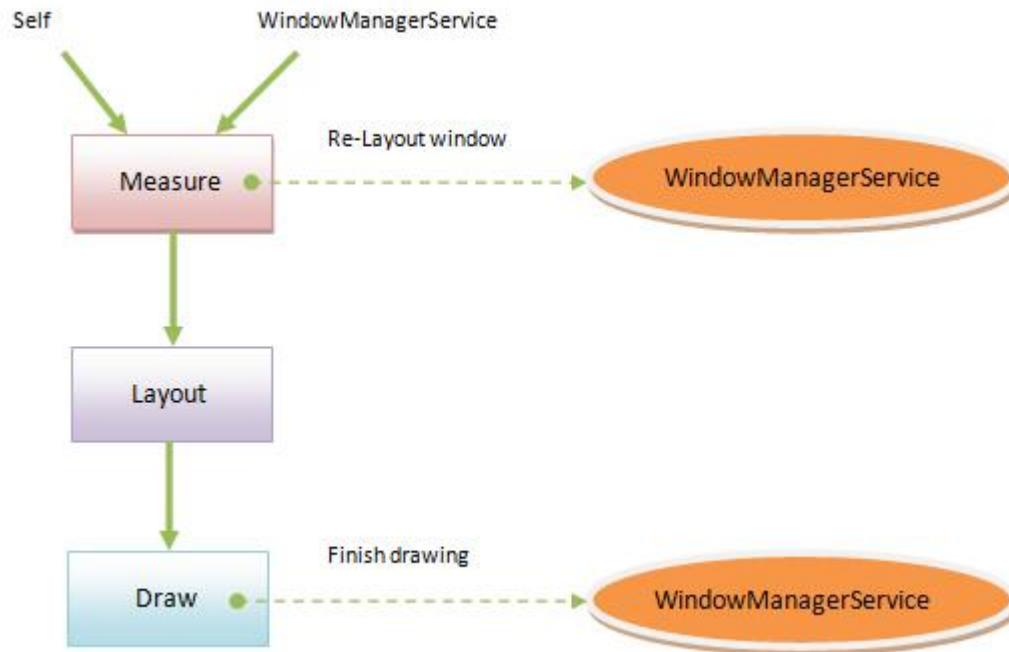 Self
WindowManagerService
Re-Layout window
Measure
WindowManagerService
Layout
Finish drawing
Draw
WindowManagerService